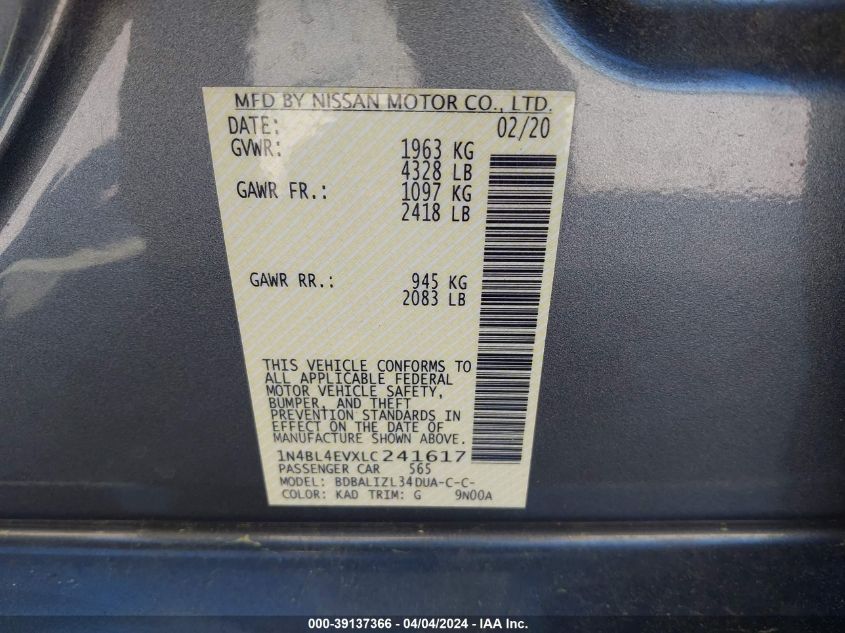 MFD BY NISSAN MOTOR CO., LTD.
DATE: 02/20
GVWR: 1963 KG
4328 LB
GAWR FR.: 1097 KG
2418 LB
GAWR RR.: 945 KG
2083 LB
THIS VEHICLE CONFORMS TO
ALL APPLICABLE FEDERAL
MOTOR VEHICLE SAFETY,
BUMPER, AND THEFT
PREVENTION STANDARDS IN
EFFECT ON THE DATE OF
MANUFACTURE SHOWN ABOVE.
1N4BL4EVXLC241617
PASSENGER CAR 565
MODEL: BDBALIZL34DUA-C-C-
COLOR: KAD TRIM: G 9N00A
000-39137366 - 04/04/2024 - IAA Inc.